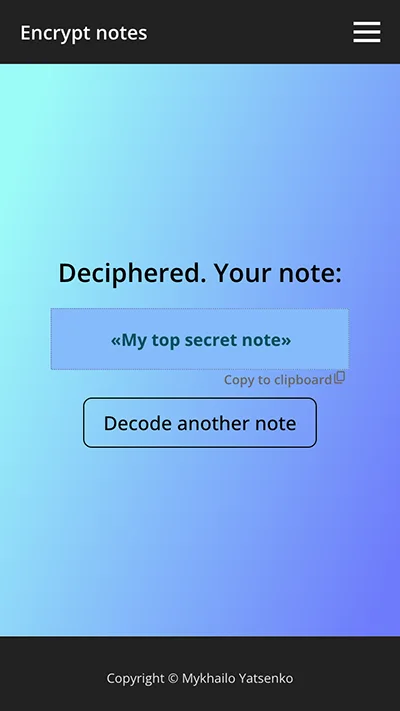 Encrypt notes
Deciphered. Your note:
«My top secret note»
Copy to clipboard
Decode another note
Copyright © Mykhailo Yatsenko